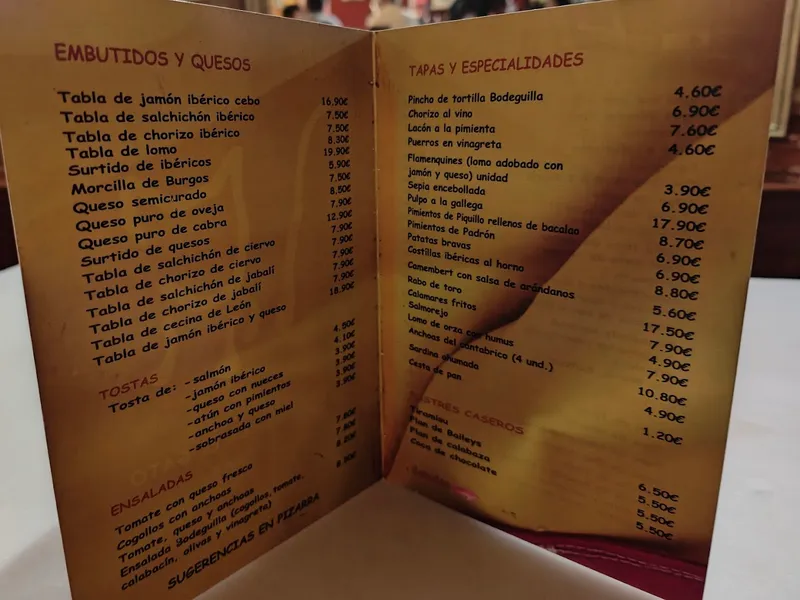 EMBUTIDOS Y QUESOS
Tabla de jamón ibérico cebo 16.90€
Tabla de salchichón ibérico 7.50€
Tabla de chorizo ibérico 7.50€
Tabla de lomo 8.30€
Surtido de ibéricos 19.90€
Morcilla de Burgos 5.90€
Queso semicurado 7.50€
Queso puro de oveja 8.50€
Queso puro de cabra 7.90€
Surtido de quesos 12.90€
Tabla de salchichón de ciervo 7.90€
Tabla de chorizo de ciervo 7.90€
Tabla de salchichón de jabalí 7.90€
Tabla de chorizo de jabalí 7.90€
Tabla de cecina de León 7.90€
Tabla de jamón ibérico y queso 18.90€
TOSTAS
Tosta de: -salmón 4.50€
-jamón ibérico 4.10€
-queso con nueces 3.90€
-atún con pimientos 3.90€
-anchoa y queso 3.90€
-sobrasada con miel 3.90€
ENSALADAS
Tomate con queso fresco
Cogollos con anchoas
Tomate, queso y anchoas
Ensalada Bodeguilla (cogollos, tomate,
calabacín, olivas y vinagreta)
SUGERENCIAS EN PIZARRA
TAPAS Y ESPECIALIDADES
Pincho de tortilla Bodeguilla 4.60€
Chorizo al vino 6.90€
Lacón a la pimienta 7.60€
Puerros en vinagreta 4.60€
Flamenquines (lomo adobado con
jamón y queso) unidad 3.90€
Sepia encebollada 6.90€
Pulpo a la gallega 17.90€
Pimientos de Piquillo rellenos de bacalao 8.70€
Pimientos de Padrón 6.90€
Patatas bravas 6.90€
Costillas ibéricas al horno 8.80€
Camembert con salsa de arándanos 5.60€
Rabo de toro 17.50€
Calamares fritos 7.90€
Salmorejo 4.90€
Lomo de orza con humus 7.90€
Anchoas del cantabrico (4 und.) 10.80€
Sardina ahumada 4.90€
Cesta de pan 1.20€
POSTRES CASEROS
Tiramisu 6.50€
Flan de Baileys 5.50€
Flan de calabaza 5.50€
Copa de chocolate 5.50€